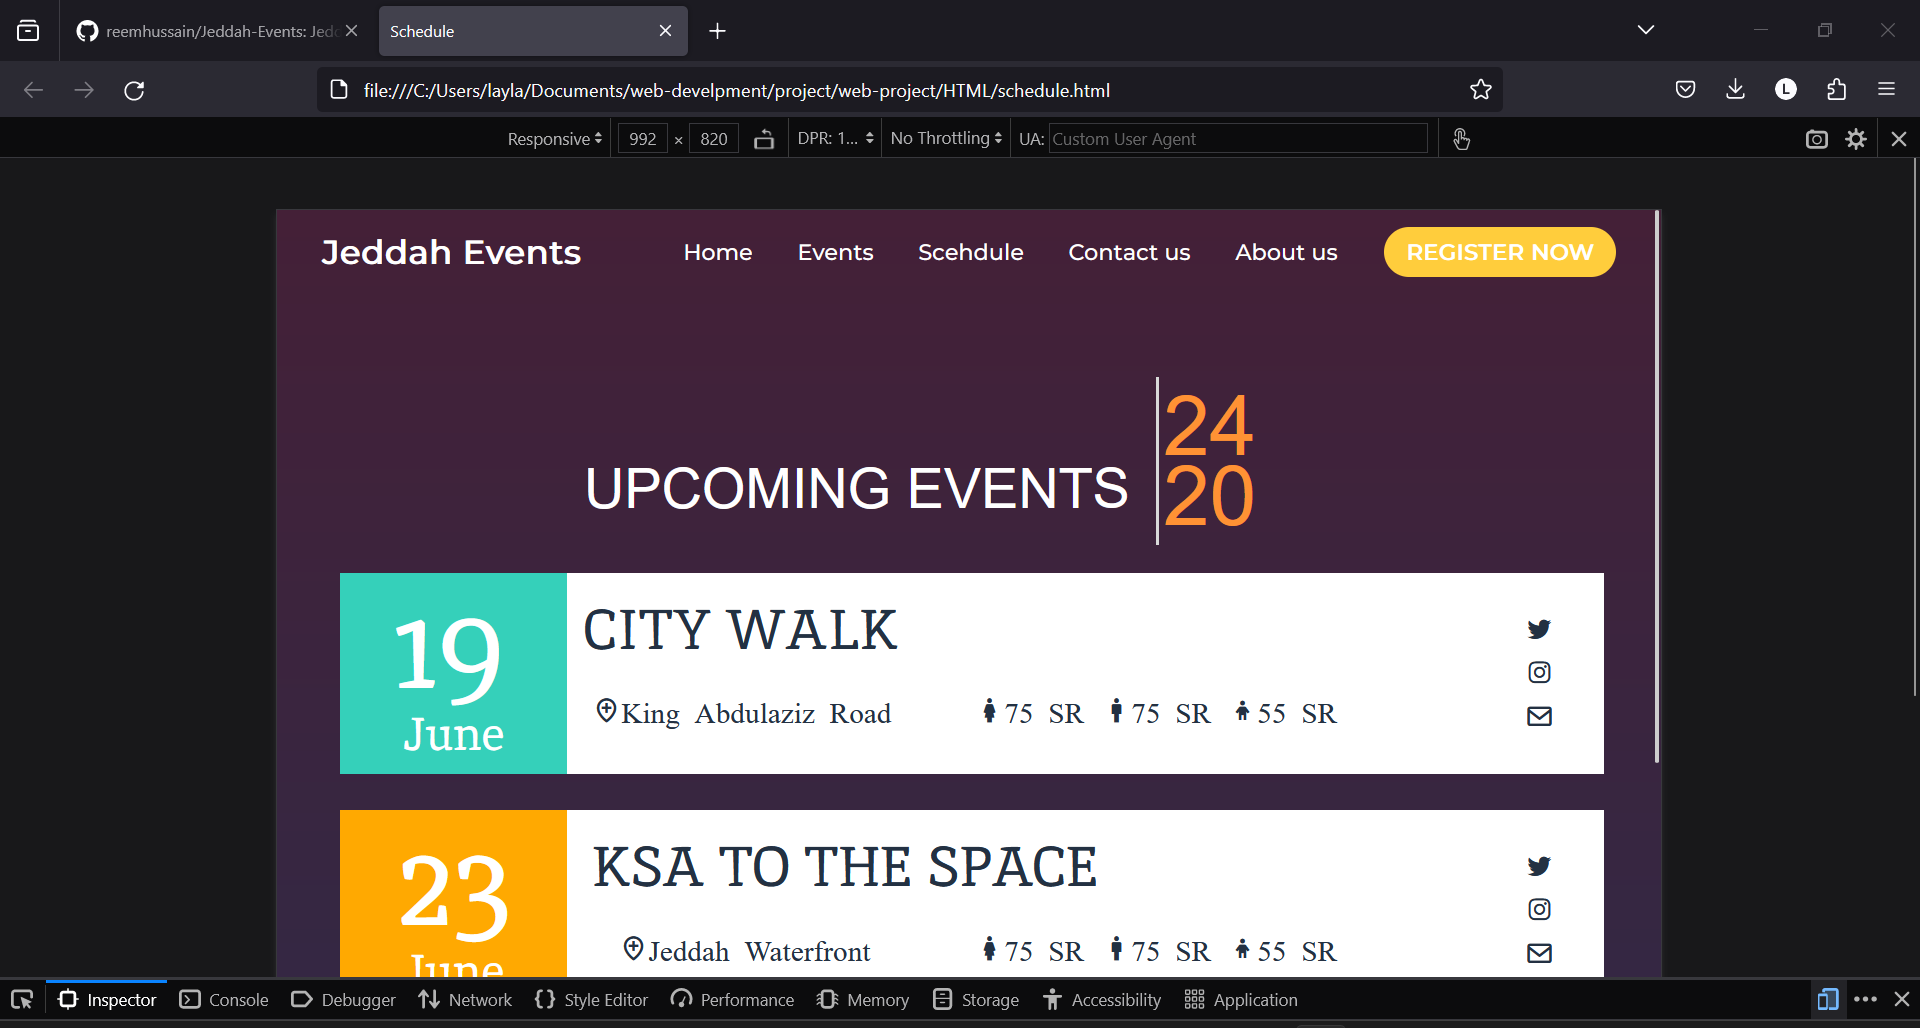 reemhussain/Jeddah-Events: Jedd
Schedule
file:///C:/Users/layla/Documents/web-develpment/project/web-project/HTML/schedule.html
L
Responsive 992 × 820 DPR: 1... No Throttling UA: Custom User Agent
Jeddah Events Home Events Scehdule Contact us About us REGISTER NOW
24
UPCOMING EVENTS
20
19
June
CITY WALK
King Abdulaziz Road 75 SR 75 SR 55 SR
23
June
KSA TO THE SPACE
Jeddah Waterfront 75 SR 75 SR 55 SR
Inspector Console Debugger Network Style Editor Performance Memory Storage Accessibility Application